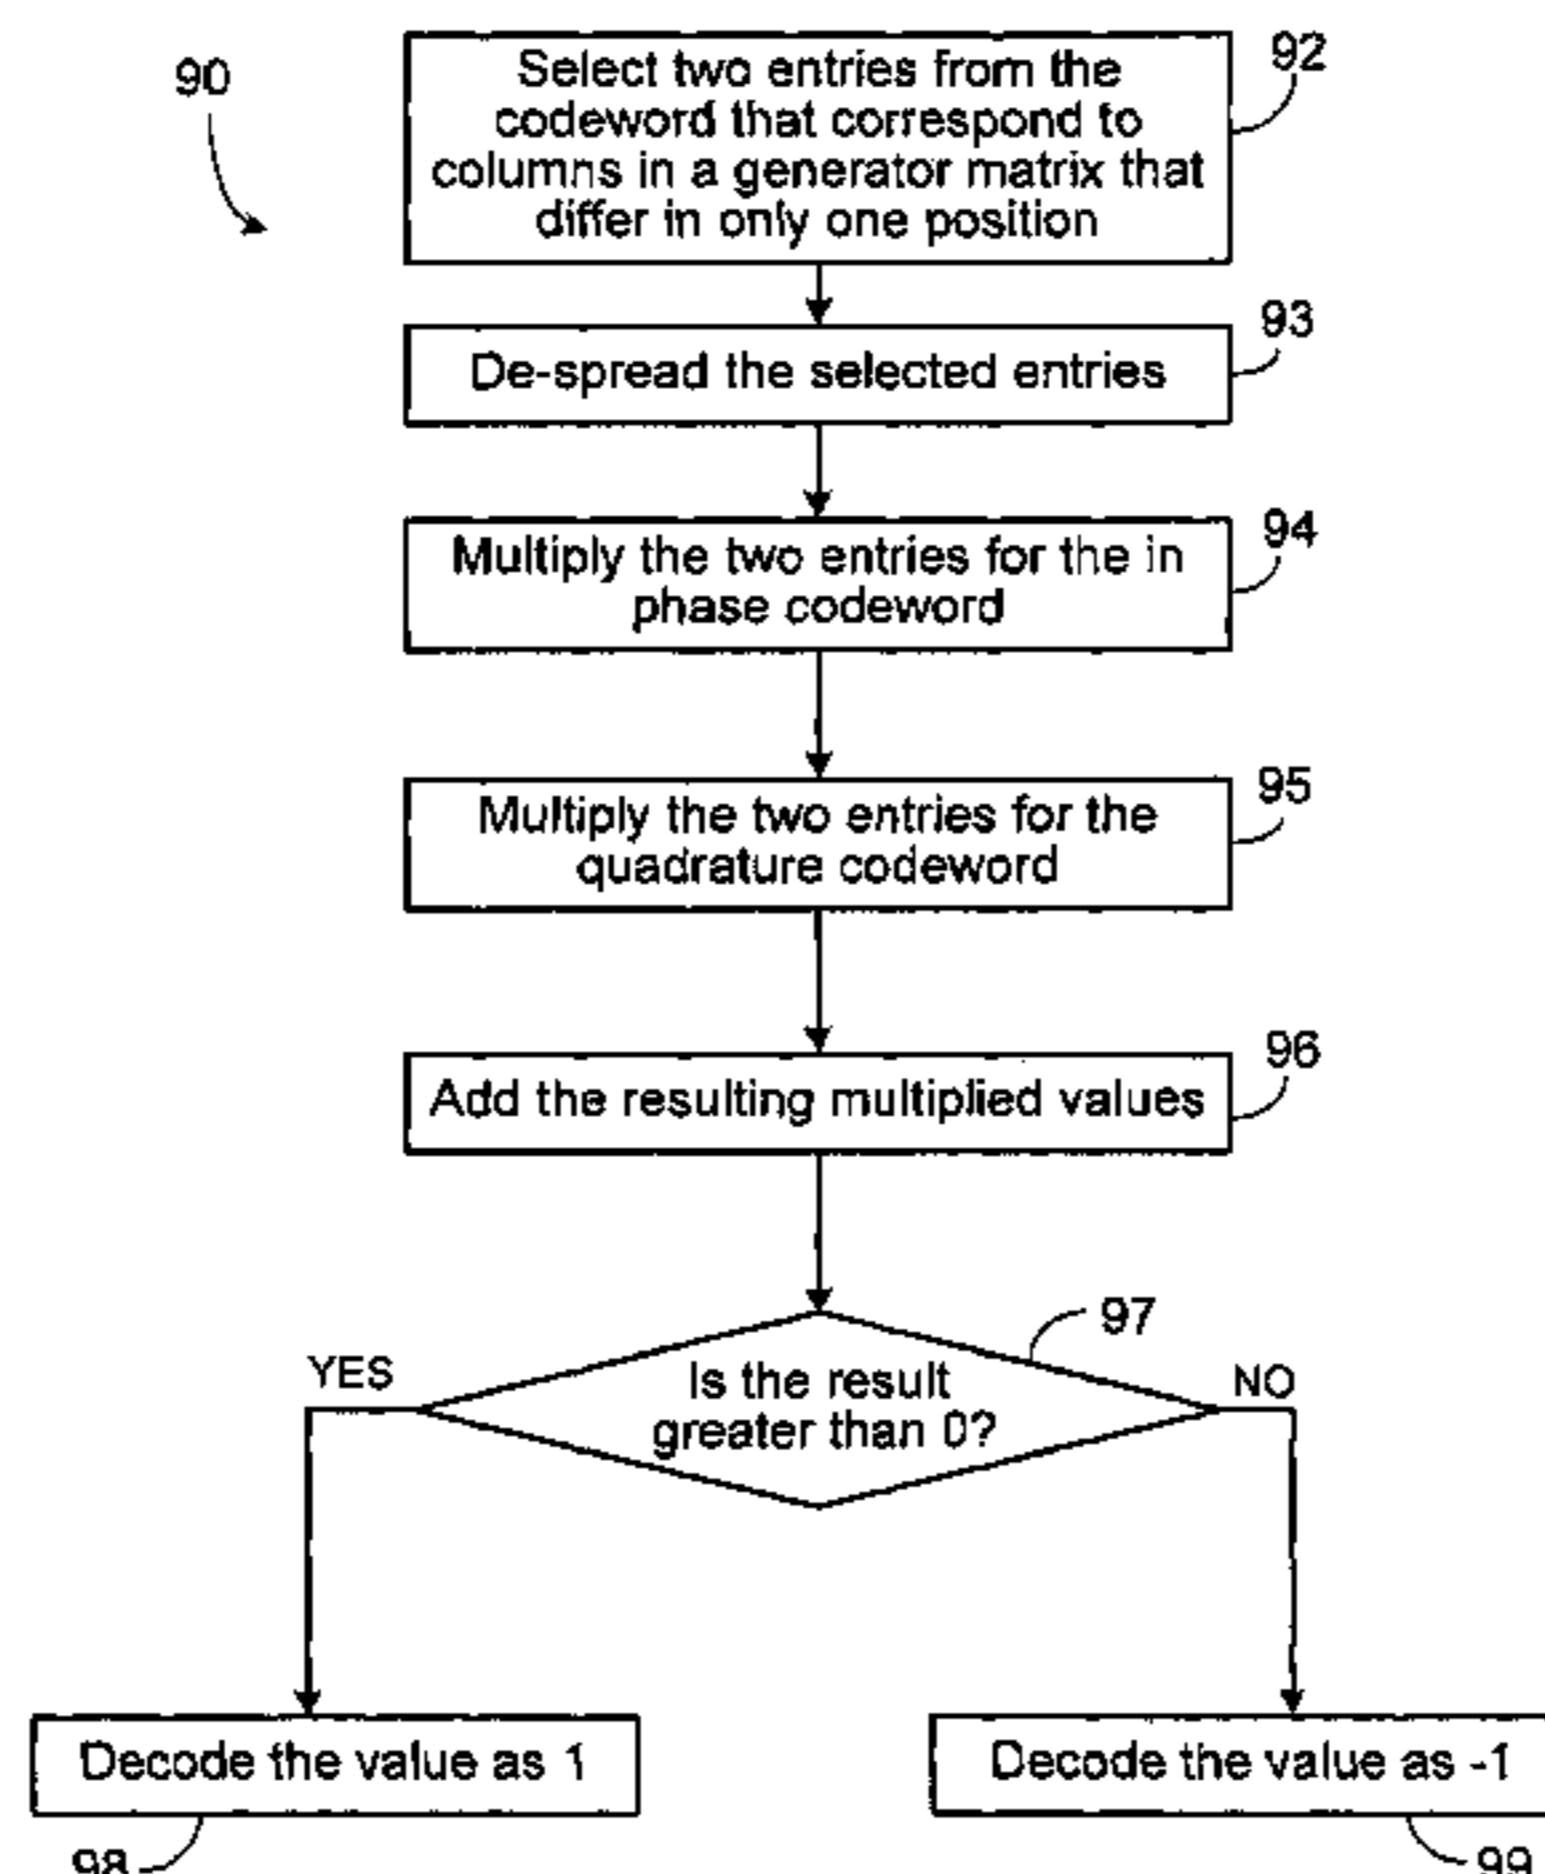 90
Select two entries from the
codeword that correspond to
columns in a generator matrix that
differ in only one position
92
De-spread the selected entries
93
Multiply the two entries for the in
phase codeword
94
Multiply the two entries for the
quadrature codeword
95
Add the resulting multiplied values
96
97
Is the result
greater than 0?
YES
NO
Decode the value as 1
Decode the value as -1
98
99